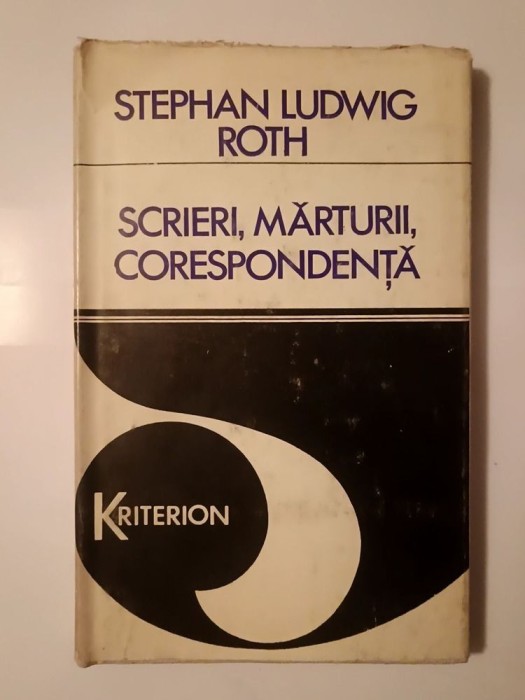 STEPHAN LUDWIG
ROTH
SCRIERI, MĂRTURII,
CORESPONDENȚĂ
KRITERION